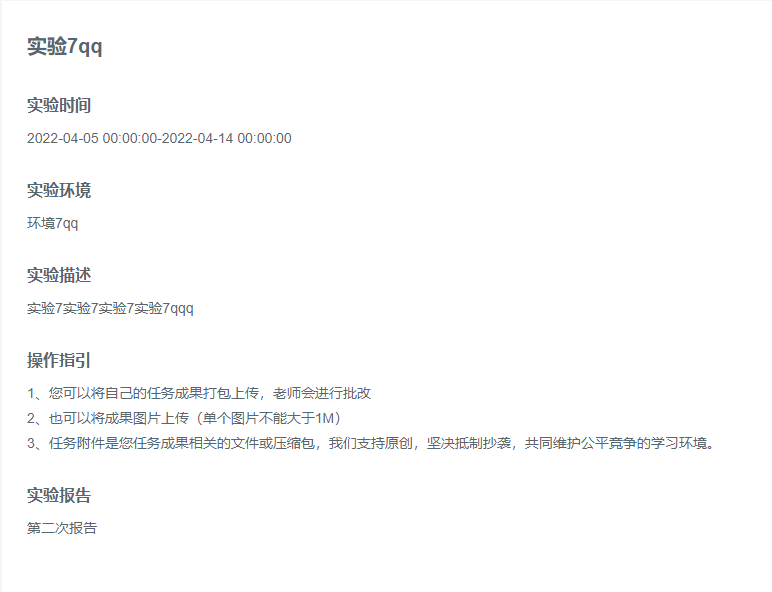 实验7qq
实验时间
2022-04-05 00:00:00-2022-04-14 00:00:00
实验环境
环境7qq
实验描述
实验7实验7实验7实验7qqq
操作指引
1、您可以将自己的任务成果打包上传，老师会进行批改
2、也可以将成果图片上传（单个图片不能大于1M）
3、任务附件是您任务成果相关的文件或压缩包，我们支持原创，坚决抵制抄袭，共同维护公平竞争的学习环境。
实验报告
第二次报告